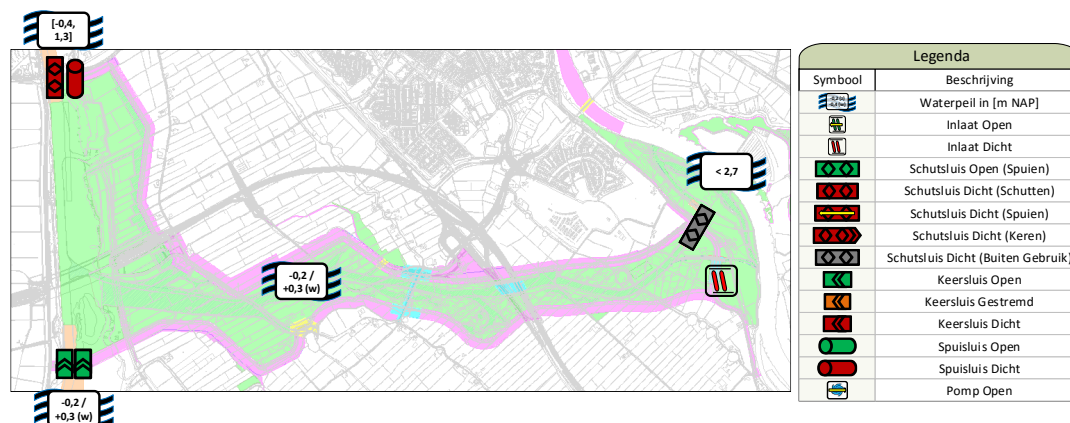 [-0,4,
1,3]
< 2,7
-0,2 /
+0,3 (w)
-0,2 /
+0,3 (w)
Legenda
Symbool Beschrijving
Waterpeil in [m NAP]
Inlaat Open
Inlaat Dicht
Schutsluis Open (Spuien)
Schutsluis Dicht (Schutten)
Schutsluis Dicht (Spuien)
Schutsluis Dicht (Keren)
Schutsluis Dicht (Buiten Gebruik)
Keersluis Open
Keersluis Gestremd
Keersluis Dicht
Spuisluis Open
Spuisluis Dicht
Pomp Open